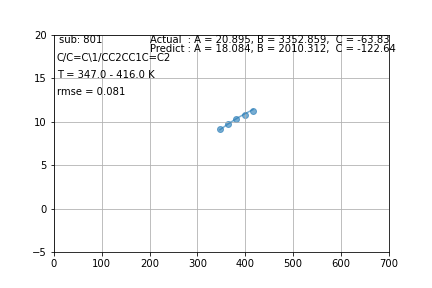 sub: 801
Actual : A = 20.895, B = 3352.859, C = -63.83
Predict : A = 18.084, B = 2010.312, C = -122.64
C/C=C\1/CC2CC1C=C2
T = 347.0 - 416.0 K
rmse = 0.081
20
15
10
5
0
−5
0 100 200 300 400 500 600 700